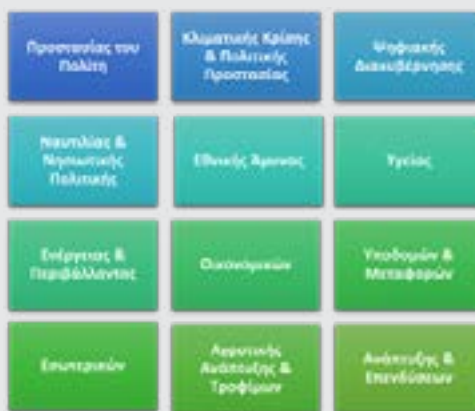 Προστασίας του
Πολίτη
Κλιματικής Κρίσης
& Πολιτικής
Προστασίας
Ψηφιακής
Διακυβέρνησης
Ναυτιλίας &
Νησιωτικής
Πολιτικής
Εθνικής Άμυνας
Υγείας
Ενέργειας &
Περιβάλλοντος
Οικονομικών
Υποδομών &
Μεταφορών
Εσωτερικών
Αγροτικής
Ανάπτυξης &
Τροφίμων
Ανάπτυξης &
Επενδύσεων